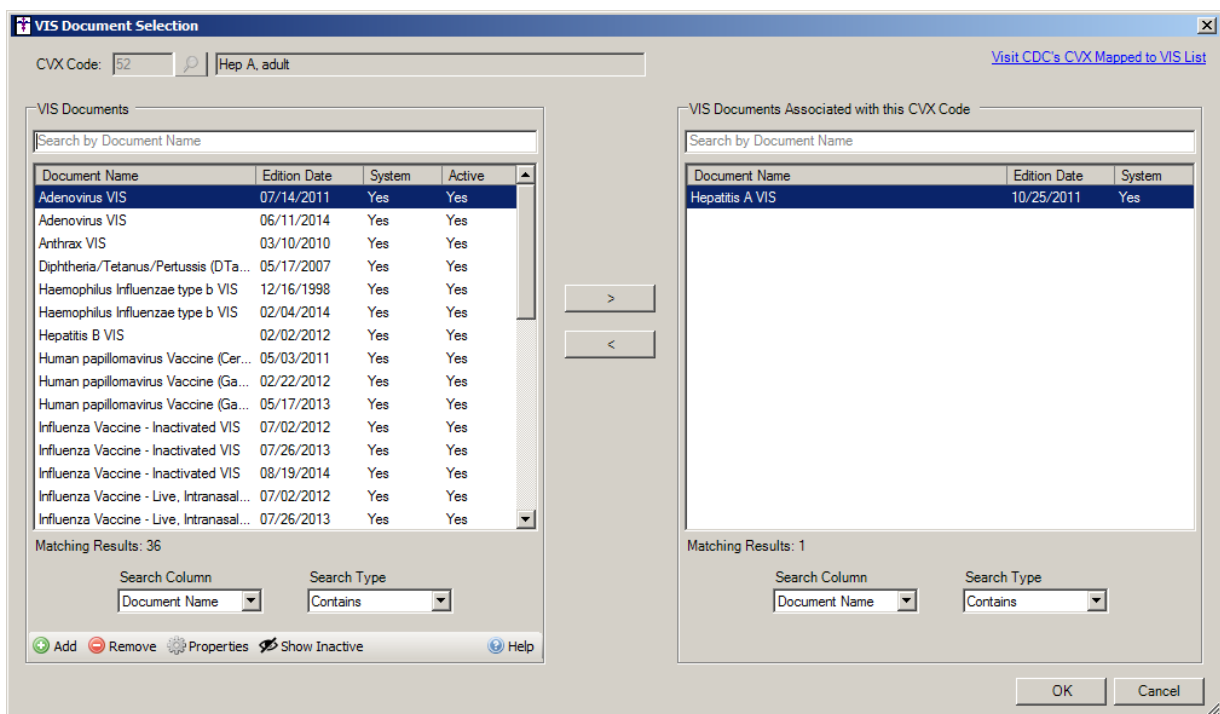 VIS Document Selection
CVX Code: 52 Hep A, adult
Visit CDC's CVX Mapped to VIS List
VIS Documents
Search by Document Name
Document Name Edition Date System Active
Adenovirus VIS 07/14/2011 Yes Yes
Adenovirus VIS 06/11/2014 Yes Yes
Anthrax VIS 03/10/2010 Yes Yes
Diphtheria/Tetanus/Pertussis (DTa... 05/17/2007 Yes Yes
Haemophilus Influenzae type b VIS 12/16/1998 Yes Yes
Haemophilus Influenzae type b VIS 02/04/2014 Yes Yes
Hepatitis B VIS 02/02/2012 Yes Yes
Human papillomavirus Vaccine (Cer... 05/03/2011 Yes Yes
Human papillomavirus Vaccine (Ga... 02/22/2012 Yes Yes
Human papillomavirus Vaccine (Ga... 05/17/2013 Yes Yes
Influenza Vaccine - Inactivated VIS 07/02/2012 Yes Yes
Influenza Vaccine - Inactivated VIS 07/26/2013 Yes Yes
Influenza Vaccine - Inactivated VIS 08/19/2014 Yes Yes
Influenza Vaccine - Live, Intranasal... 07/02/2012 Yes Yes
Influenza Vaccine - Live, Intranasal... 07/26/2013 Yes Yes
Matching Results: 36
Search Column Search Type
Document Name Contains
Add Remove Properties Show Inactive Help
>
<
VIS Documents Associated with this CVX Code
Search by Document Name
Document Name Edition Date System
Hepatitis A VIS 10/25/2011 Yes
Matching Results: 1
Search Column Search Type
Document Name Contains
OK Cancel